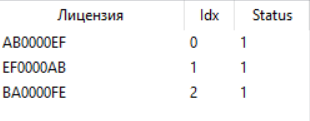 Лицензия Idx Status
AB0000EF 0 1
EF0000AB 1 1
BA0000FE 2 1